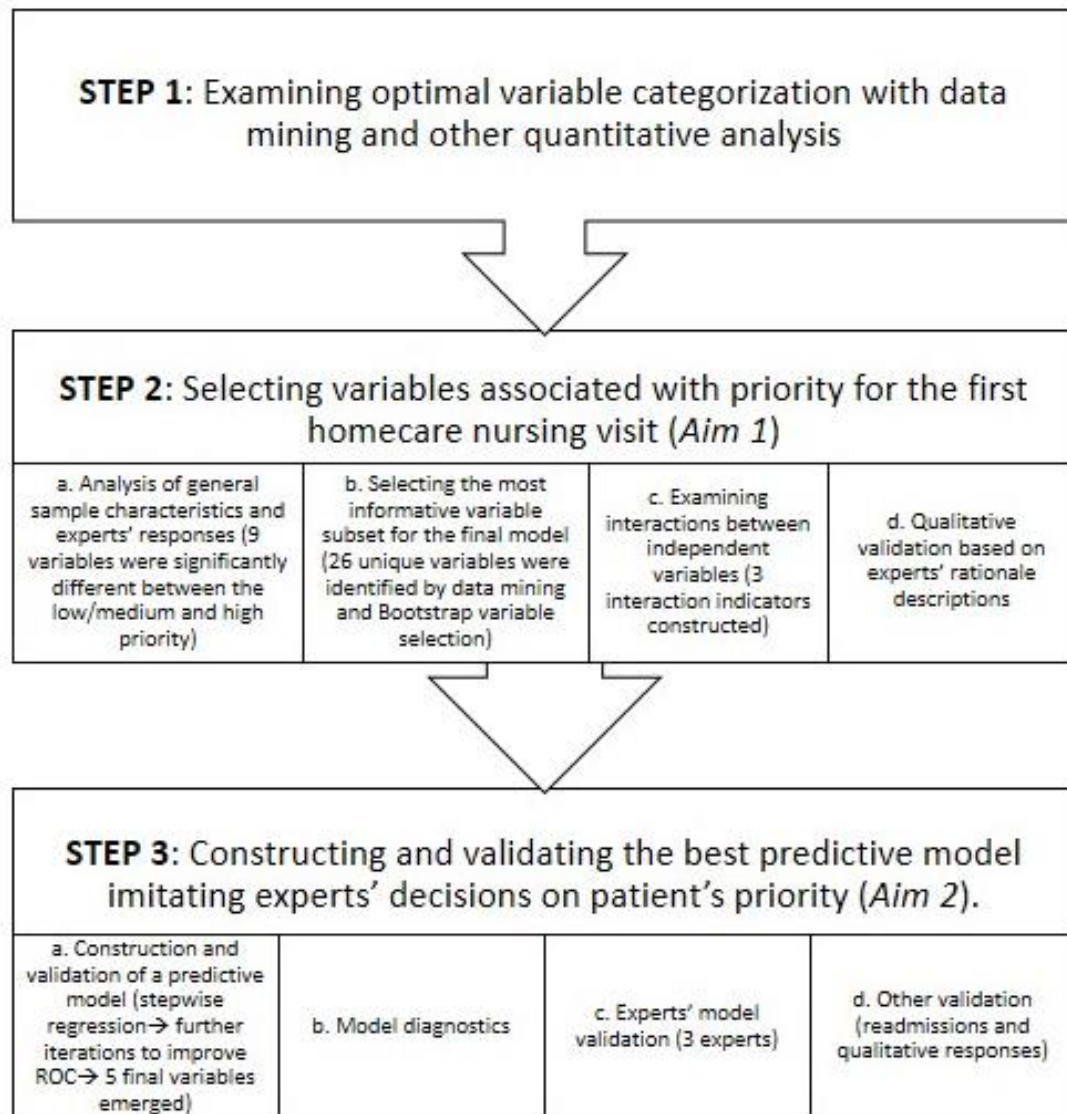 STEP 1: Examining optimal variable categorization with data
mining and other quantitative analysis
STEP 2: Selecting variables associated with priority for the first
homecare nursing visit (Aim 1)
a. Analysis of general
sample characteristics and
experts' responses (9
variables were significantly
different between the
low/medium and high
priority)
b. Selecting the most
informative variable
subset for the final model
(26 unique variables were
identified by data mining
and Bootstrap variable
selection)
c. Examining
interactions between
independent
variables (3
interaction indicators
constructed)
d. Qualitative
validation based on
experts' rationale
descriptions
STEP 3: Constructing and validating the best predictive model
imitating experts' decisions on patient's priority (Aim 2).
a. Construction and
validation of a predictive
model (stepwise
regression→ further
iterations to improve
ROC→ 5 final variables
emerged)
b. Model diagnostics
c. Experts' model
validation (3 experts)
d. Other validation
(readmissions and
qualitative responses)